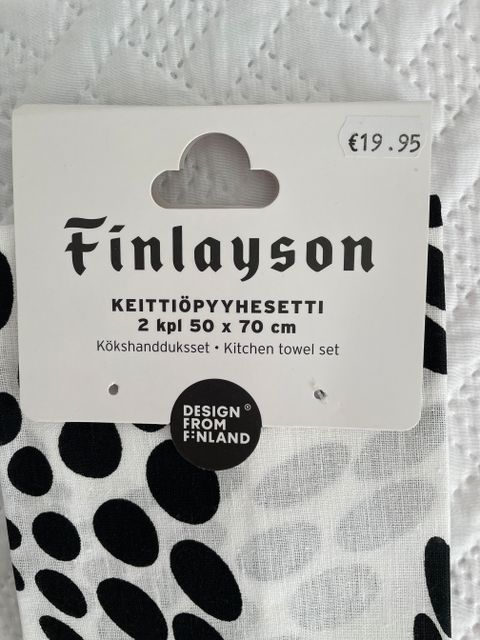 €19.95
Finlayson
KEITTIÖPYYHESETTI
2 kpl 50 x 70 cm
Kökshandduksset • Kitchen towel set
DESIGN®
FROM
FINLAND